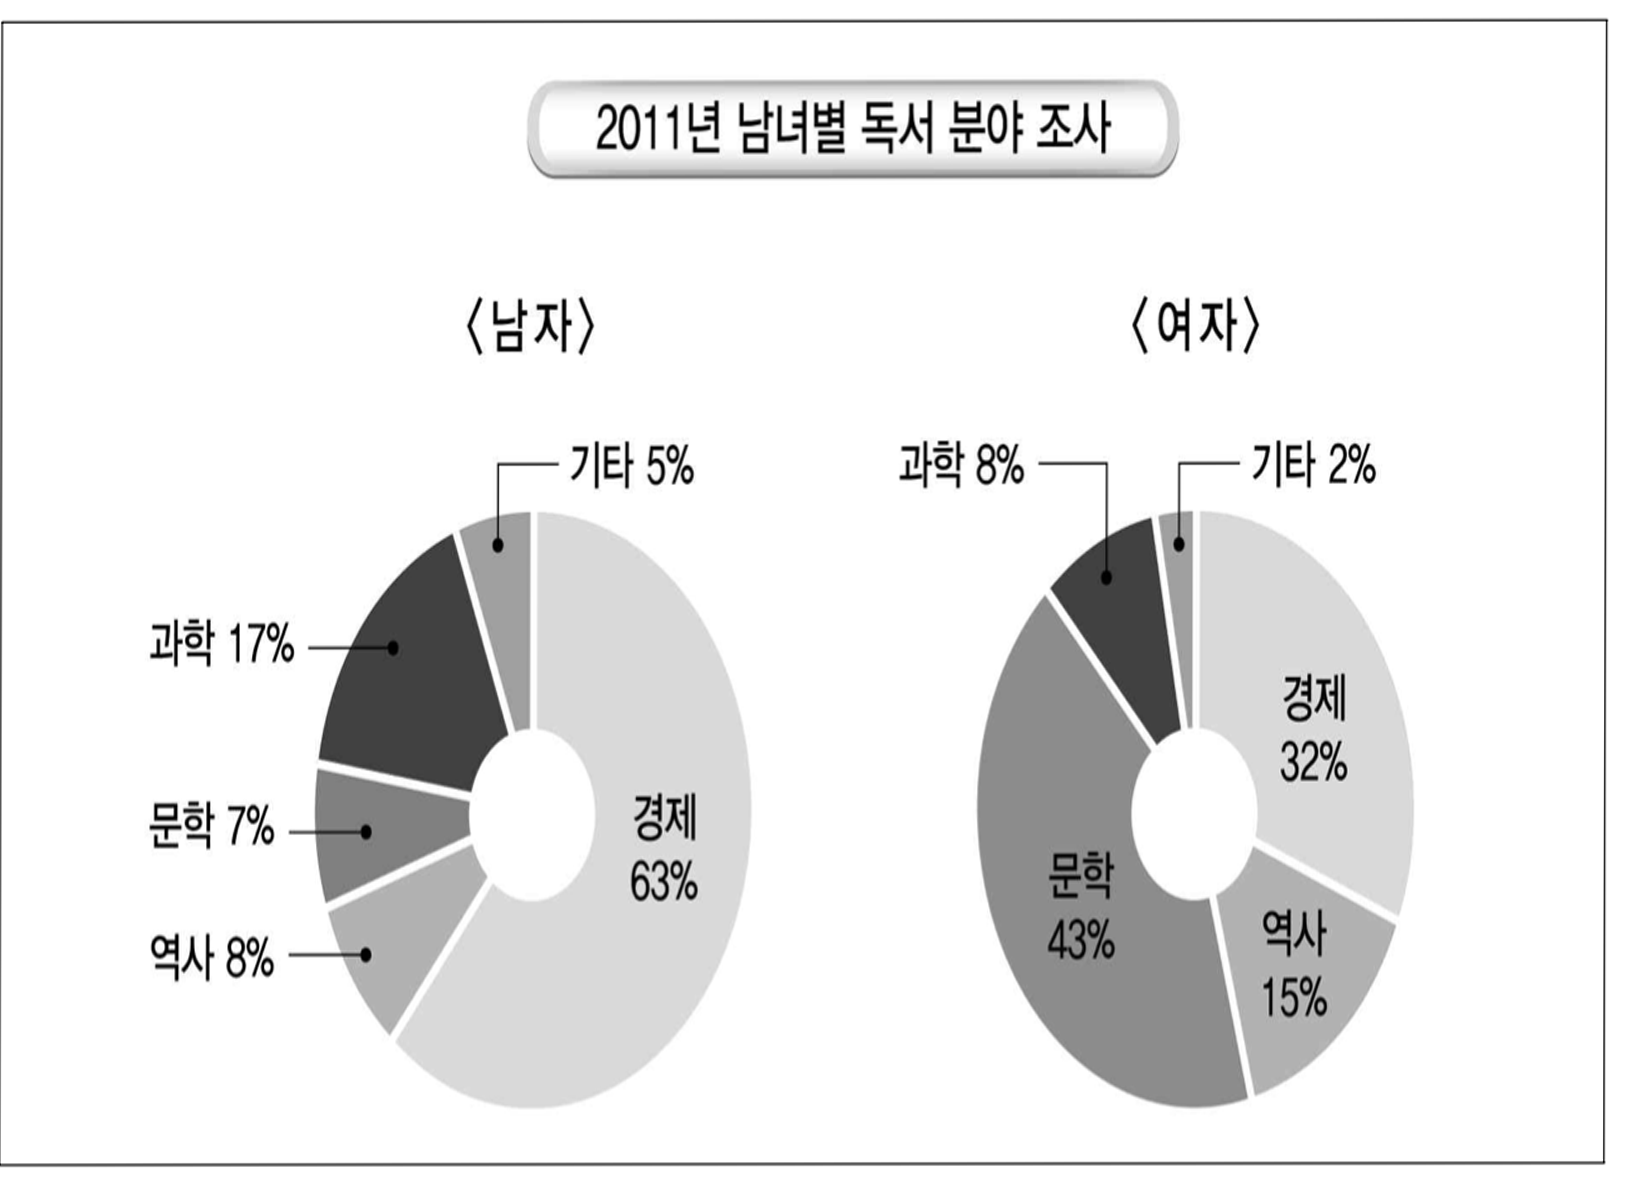 2011년 남녀별 독서 분야 조사
〈남자〉
기타 5%
과학 17%
문학 7%
역사 8%
경제
63%
〈여자〉
과학 8%
기타 2%
경제
32%
문학
43%
역사
15%